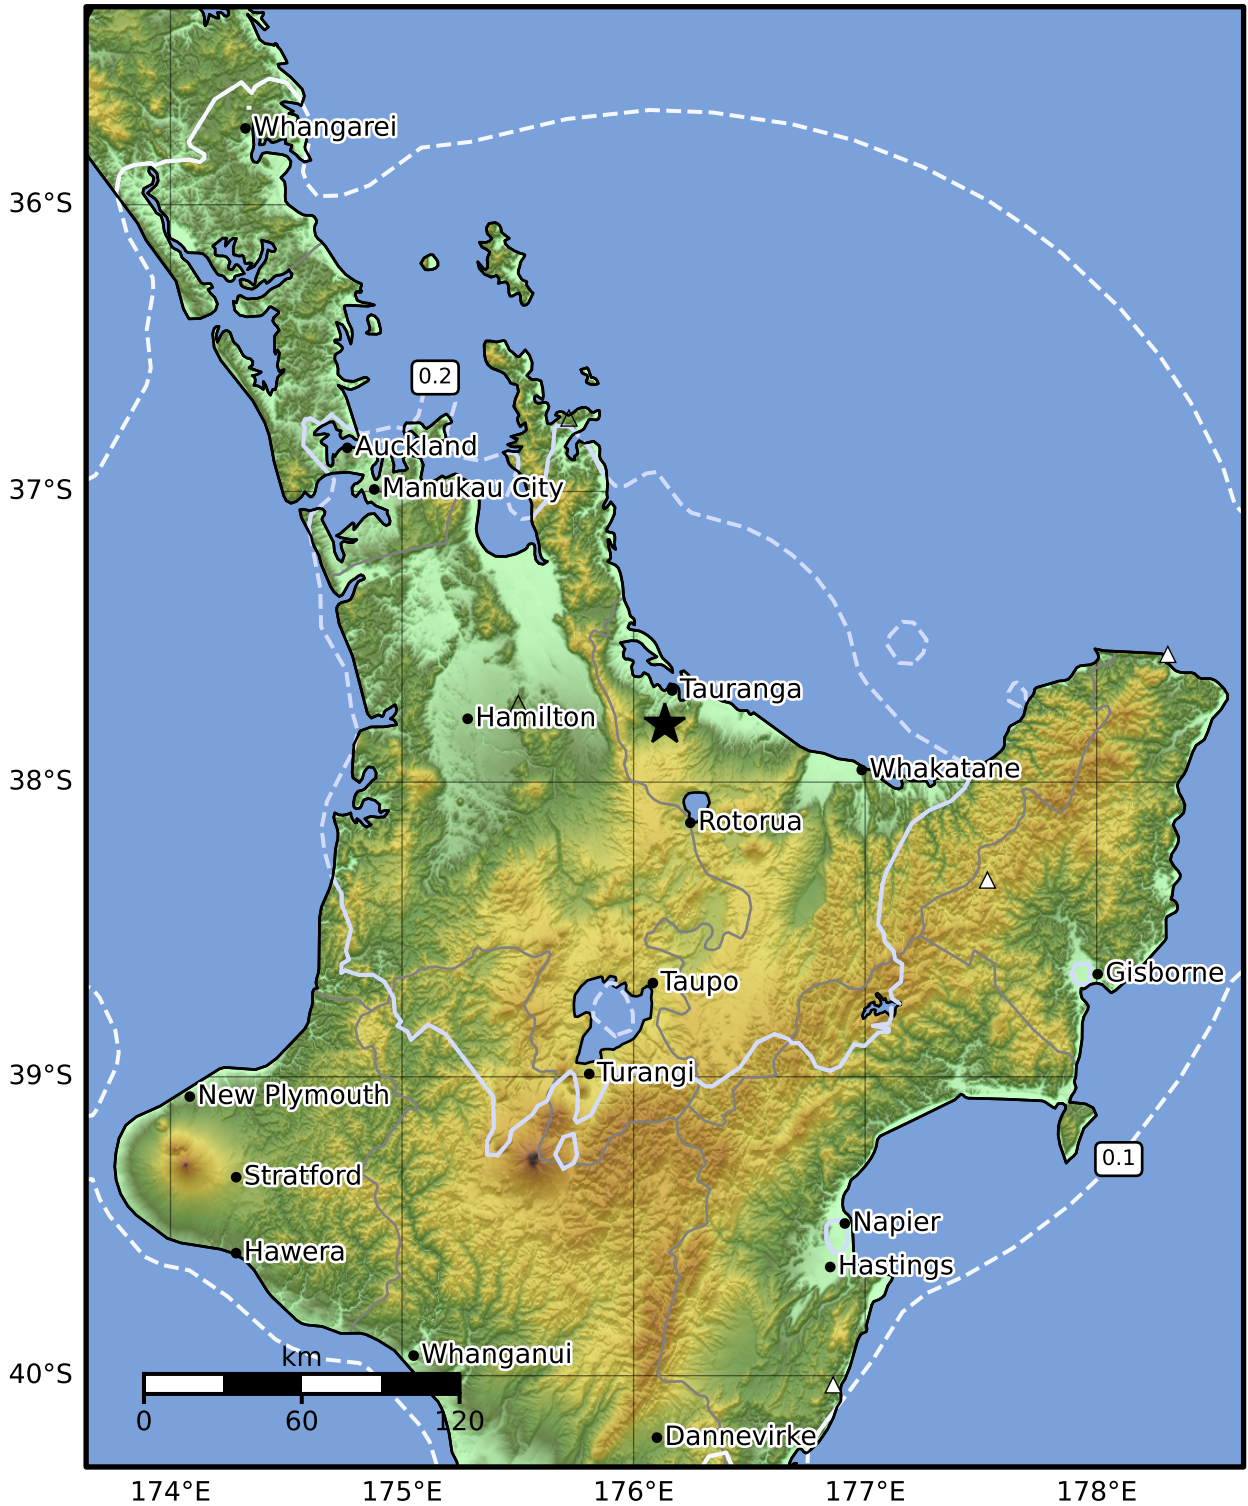 Whangarei
36°S
0.2
Auckland
37°S
Manukau City
Tauranga
Hamilton
Whakatane
38°S
Rotorua
Gisborne
Taupo
39°S
Turangi
New Plymouth
0.1
Stratford
Napier
Hawera
Hastings
Whanganui
km
40°S
0 60 120
Dannevirke
174°E 175°E 176°E 177°E 178°E